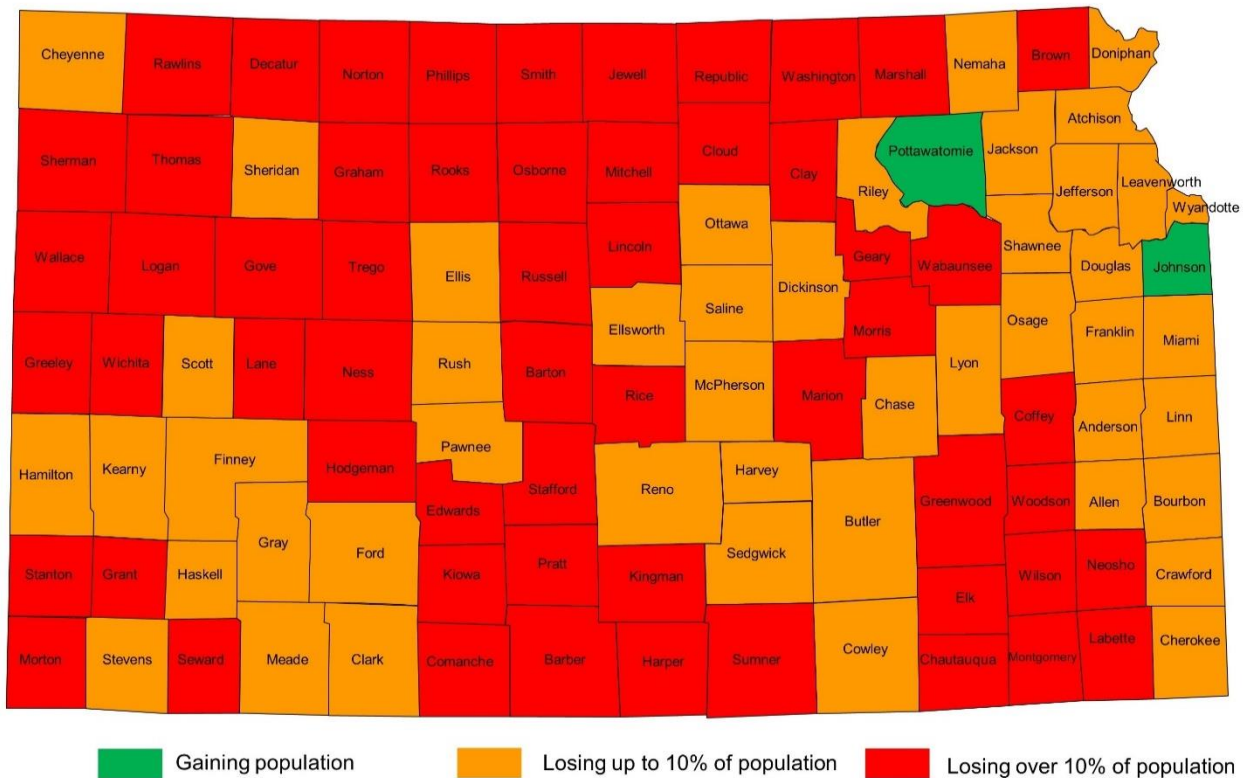 Cheyenne
Rawlins
Decatur
Norton
Phillips
Smith
Jewell
Republic
Washington
Marshall
Nemaha
Brown
Doniphan
Sherman
Thomas
Sheridan
Graham
Rooks
Osborne
Mitchell
Cloud
Clay
Riley
Pottawatomie
Jackson
Atchison
Jefferson
Leavenworth
Wyandotte
Wallace
Logan
Gove
Trego
Ellis
Russell
Lincoln
Ottawa
Saline
Dickinson
Geary
Wabaunsee
Shawnee
Douglas
Johnson
Greeley
Wichita
Scott
Lane
Ness
Rush
Barton
Ellsworth
Rice
McPherson
Marion
Morris
Chase
Lyon
Osage
Franklin
Miami
Coffey
Anderson
Linn
Hamilton
Kearny
Finney
Hodgeman
Pawnee
Edwards
Stafford
Reno
Harvey
Sedgwick
Butler
Greenwood
Woodson
Allen
Bourbon
Gray
Ford
Stanton
Grant
Haskell
Kiowa
Pratt
Kingman
Elk
Wilson
Neosho
Crawford
Morton
Stevens
Seward
Meade
Clark
Comanche
Barber
Harper
Sumner
Cowley
Chautauqua
Montgomery
Labette
Cherokee
Gaining population
Losing up to 10% of population
Losing over 10% of population